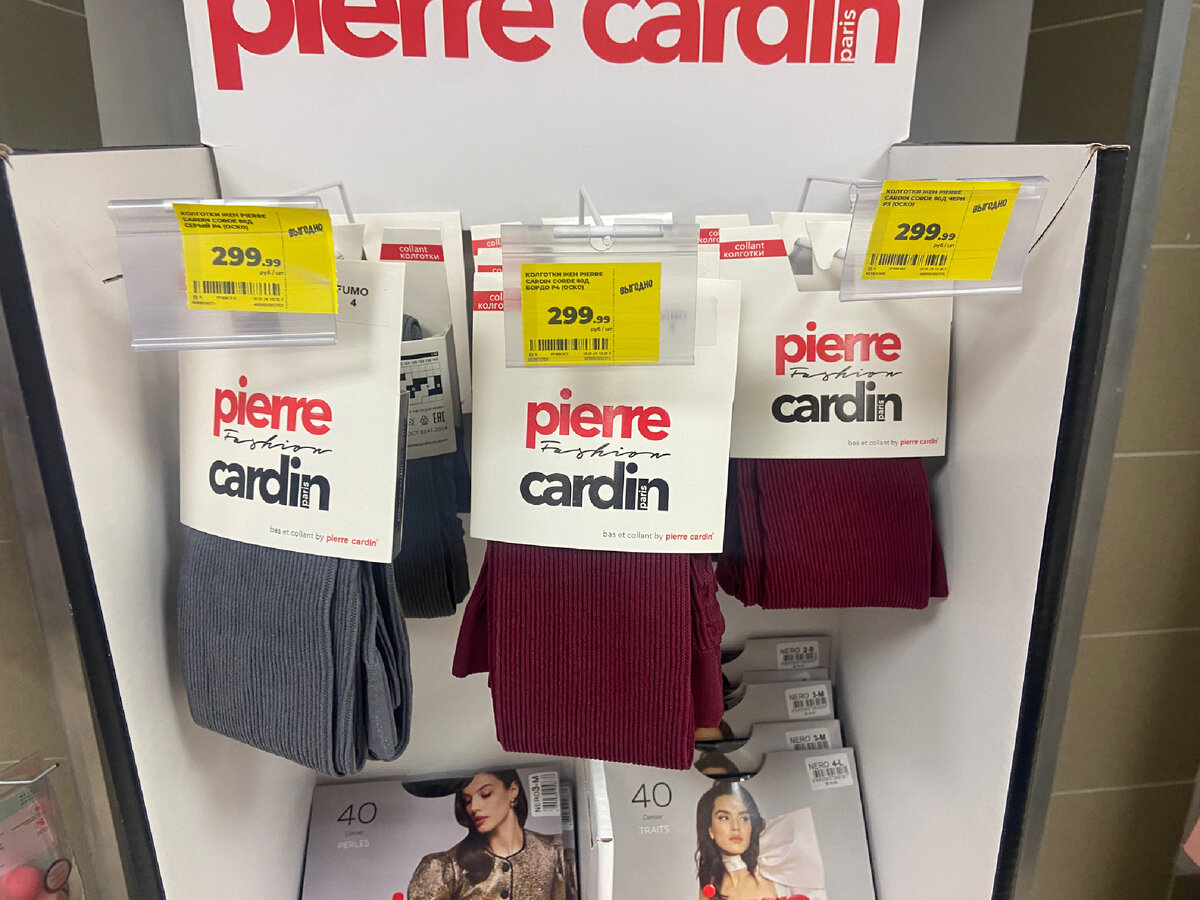 pierre cardin
paris
КОЛГОТКИ ЖЕН PIERRE
CARDIN CORDE 80Д
СЕРЫЙ Р4 (ОСКО)
ВЫГОДНО
299.99
руб / шт
КОЛГОТКИ ЖЕН PIERRE
CARDIN CORDE 80Д
БОРДО Р4 (ОСКО)
ВЫГОДНО
299.99
руб / шт
КОЛГОТКИ ЖЕН PIERRE
CARDIN CORDE 80Д ЧЕРН
Р3 (ОСКО)
ВЫГОДНО
299.99
руб / шт
collant
колготки
collant
колготки
FUMO
4
EAC
pierre
Fashion
cardin
paris
bas et collant by pierre cardin
pierre
Fashion
cardin
paris
bas et collant by pierre cardin
pierre
Fashion
cardin
paris
bas et collant by pierre cardin
NERO 2-S
NERO 3-M
NERO 3-M
NERO 4-L
40
Denier
PERLES
NERO 3-M
40
Denier
TRAITS